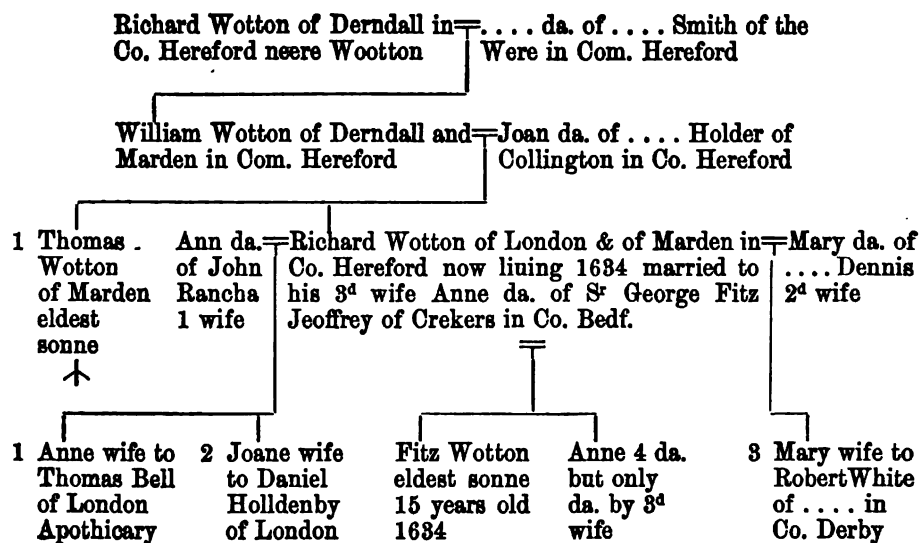 Richard Wotton of Derndall in
Co. Hereford neere Wootton
.... da. of .... Smith of the
Were in Com. Hereford
William Wotton of Derndall and
Marden in Com. Hereford
Joan da. of .... Holder of
Collington in Co. Hereford
1 Thomas
Wotton
of Marden
eldest
sonne
Ann da.
of John
Rancha
1 wife
Richard Wotton of London & of Marden in
Co. Hereford now liuing 1634 married to
his 3d wife Anne da. of Sr George Fitz
Jeoffrey of Crekers in Co. Bedf.
Mary da. of
.... Dennis
2d wife
1 Anne wife to
Thomas Bell
of London
Apothicary
2 Joane wife
to Daniel
Holldenby
of London
Fitz Wotton
eldest sonne
15 years old
1634
Anne 4 da.
but only
da. by 3d
wife
3 Mary wife to
Robert White
of .... in
Co. Derby